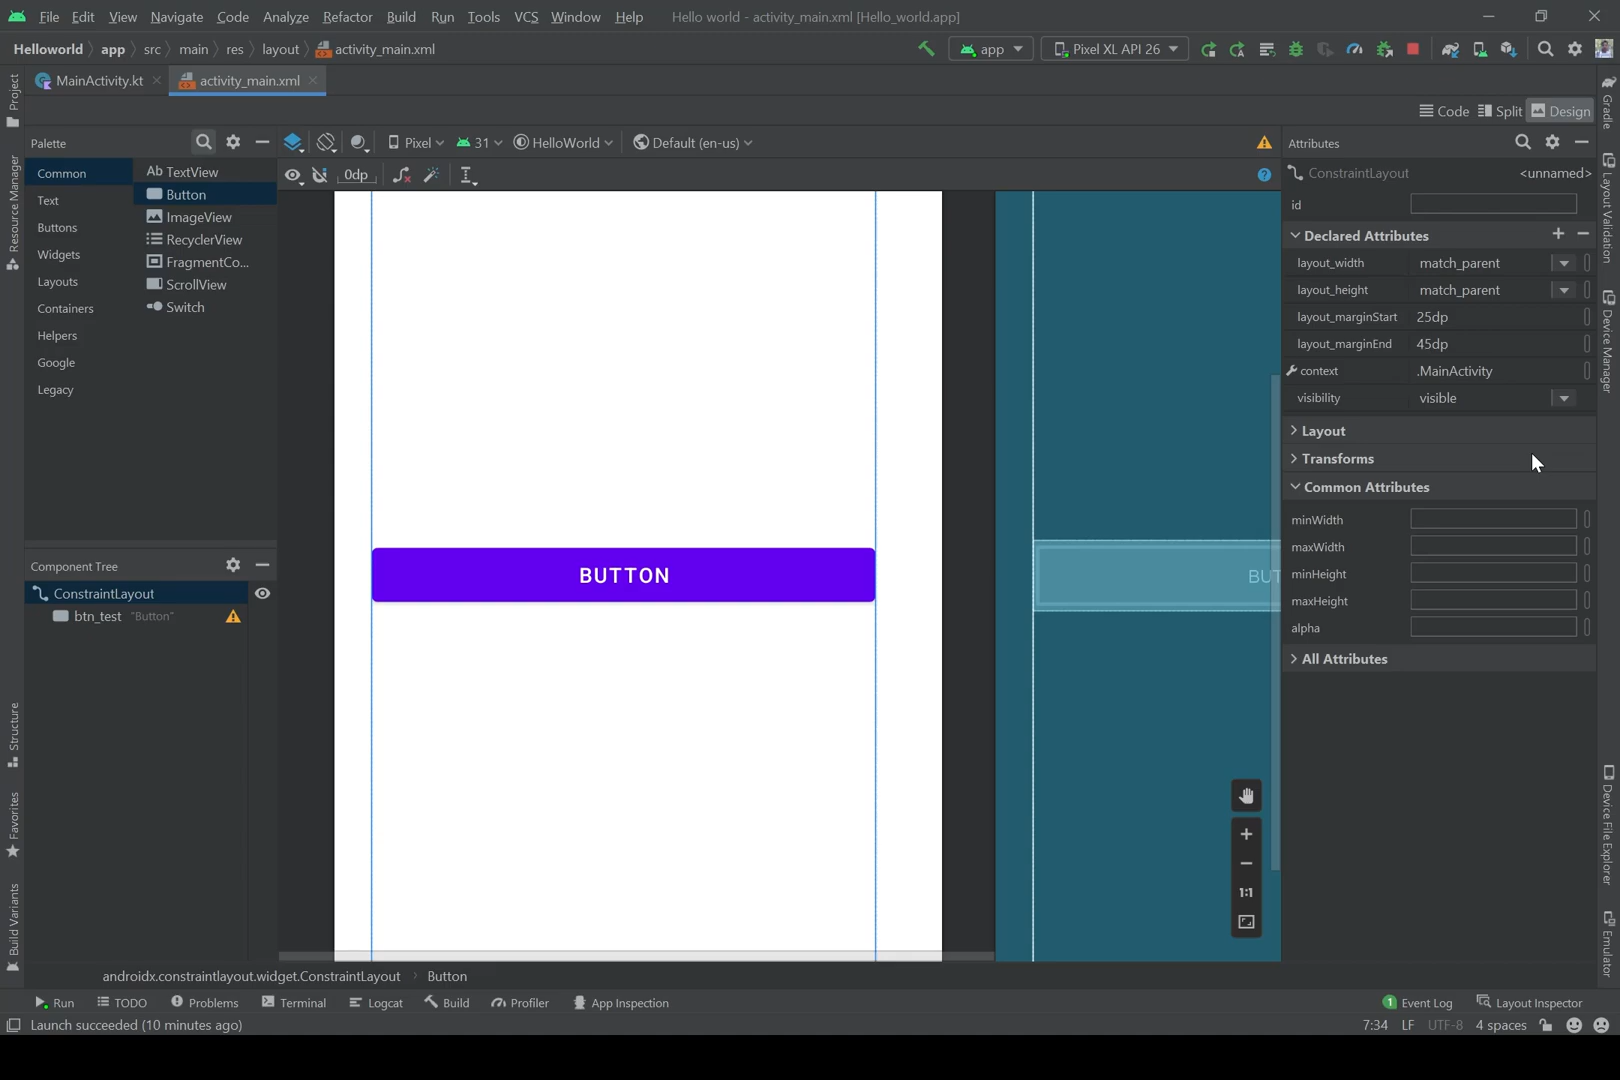 File Edit View Navigate Code Analyze Refactor Build Run Tools VCS Window Help Hello world - activity_main.xml [Hello_world.app]
Helloworld app src main res layout activity_main.xml app Pixel XL API 26
MainActivity.kt activity_main.xml
Code Split Design
Palette Pixel 31 HelloWorld Default (en-us) Attributes
0dp
Common
Text
Buttons
Widgets
Layouts
Containers
Helpers
Google
Legacy
Ab TextView
Button
ImageView
RecyclerView
FragmentCo...
ScrollView
Switch
Component Tree
ConstraintLayout
btn_test "Button"
BUTTON
BUT
1:1
ConstraintLayout <unnamed>
id
Declared Attributes
layout_width match_parent
layout_height match_parent
layout_marginStart 25dp
layout_marginEnd 45dp
context .MainActivity
visibility visible
Layout
Transforms
Common Attributes
minWidth
maxWidth
minHeight
maxHeight
alpha
All Attributes
Project
Resource Manager
Structure
Favorites
Build Variants
Gradle
Layout Validation
Device Manager
Device File Explorer
Emulator
androidx.constraintlayout.widget.ConstraintLayout Button
Run TODO Problems Terminal Logcat Build Profiler App Inspection 1 Event Log Layout Inspector
Launch succeeded (10 minutes ago) 7:34 LF UTF-8 4 spaces